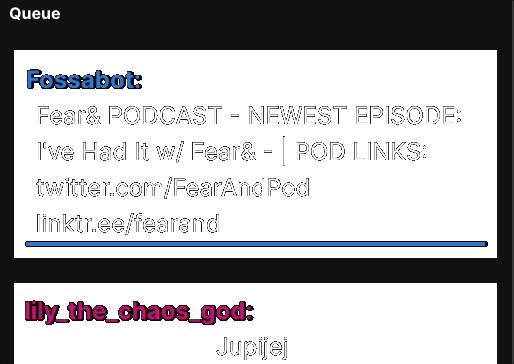 Queue
Fossabot:
Fear& PODCAST - NEWEST EPISODE:
I've Had It w/ Fear& - | POD LINKS:
twitter.com/FearAndPod
linktr.ee/fearand
lily_the_chaos_god:
Jupijej